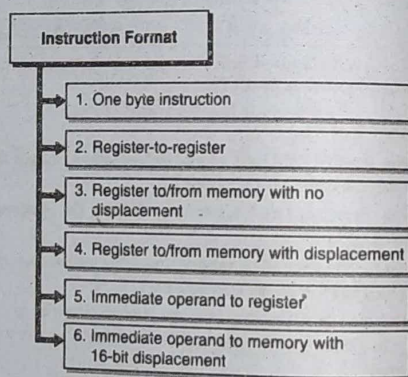 Instruction Format
1. One byte instruction
2. Register-to-register
3. Register to/from memory with no
displacement
4. Register to/from memory with displacement
5. Immediate operand to register
6. Immediate operand to memory with
16-bit displacement